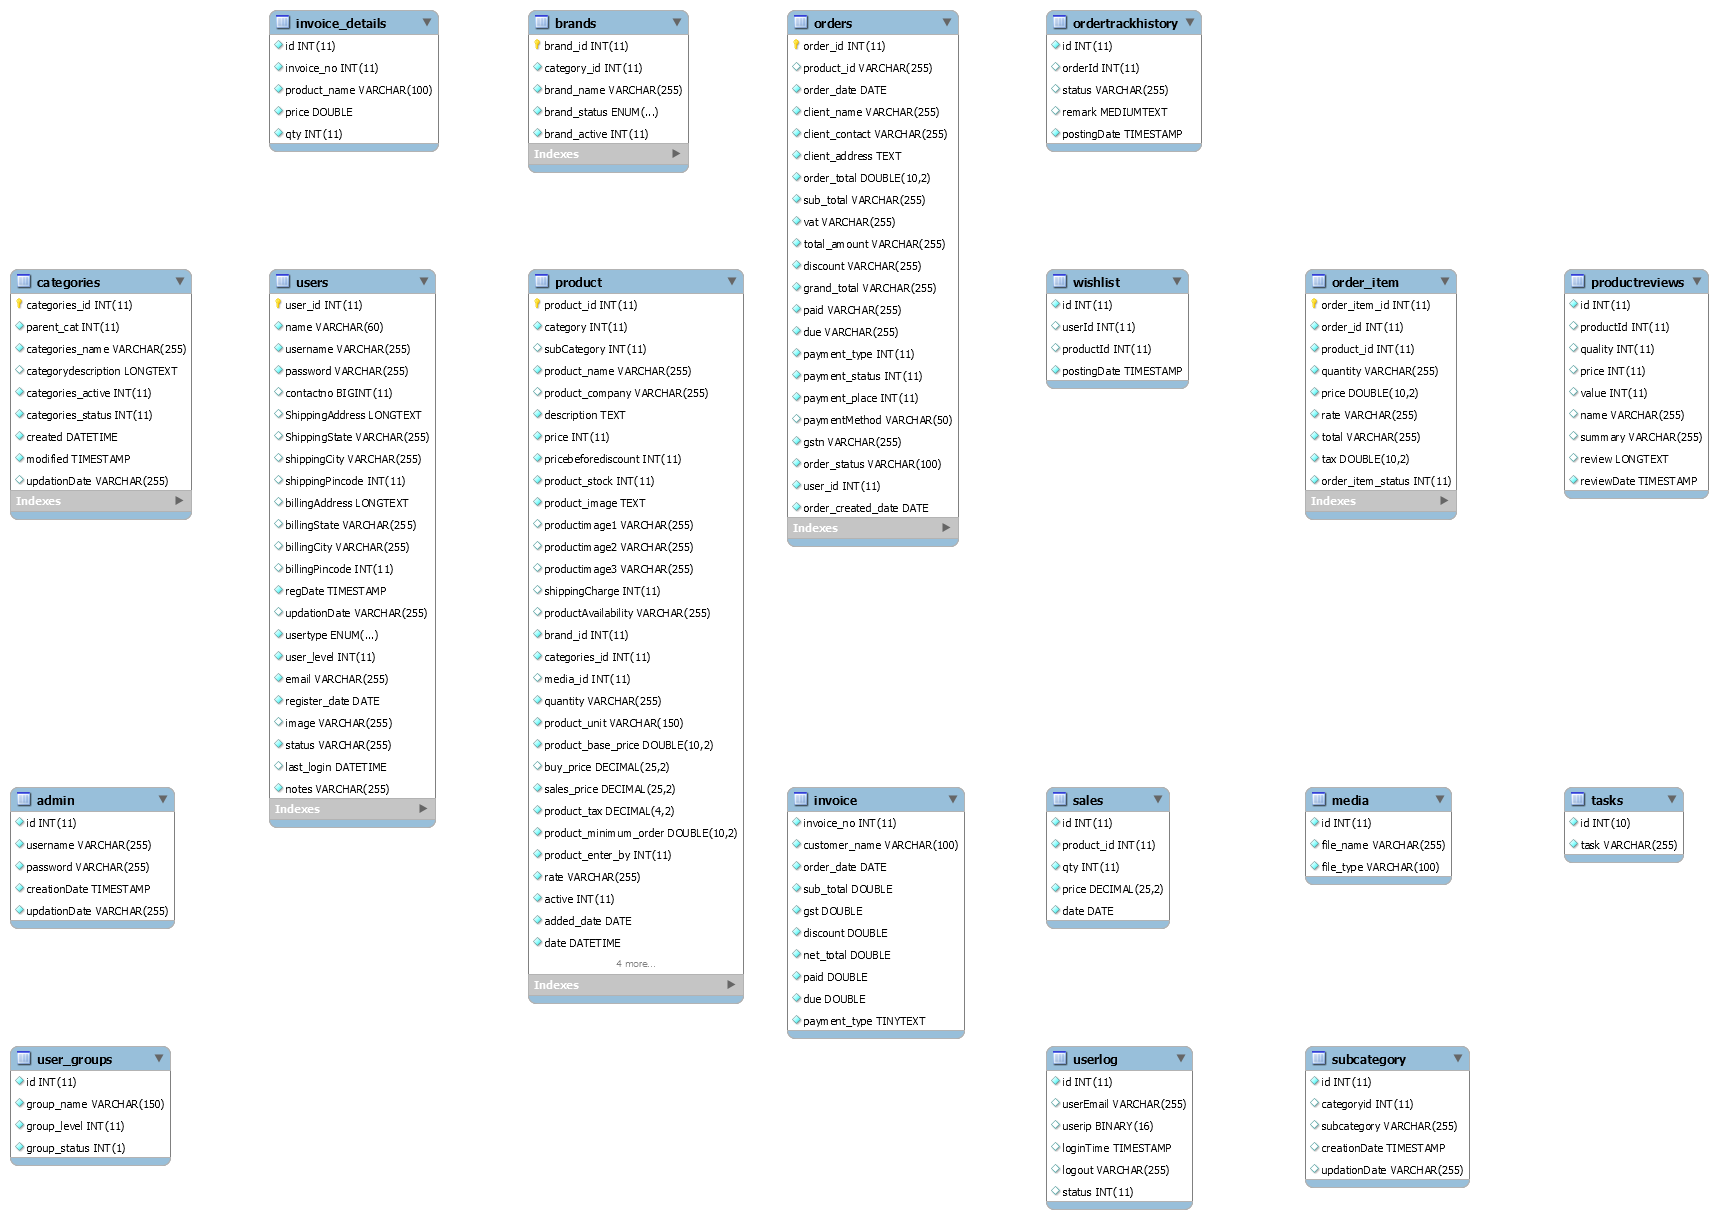 invoice_details
id INT(11)
invoice_no INT(11)
product_name VARCHAR(100)
price DOUBLE
qty INT(11)
brands
brand_id INT(11)
category_id INT(11)
brand_name VARCHAR(255)
brand_status ENUM(...)
brand_active INT(11)
Indexes
orders
order_id INT(11)
product_id VARCHAR(255)
order_date DATE
client_name VARCHAR(255)
client_contact VARCHAR(255)
client_address TEXT
order_total DOUBLE(10,2)
sub_total VARCHAR(255)
vat VARCHAR(255)
total_amount VARCHAR(255)
discount VARCHAR(255)
grand_total VARCHAR(255)
paid VARCHAR(255)
due VARCHAR(255)
payment_type INT(11)
payment_status INT(11)
payment_place INT(11)
paymentMethod VARCHAR(50)
gstn VARCHAR(255)
order_status VARCHAR(100)
user_id INT(11)
order_created_date DATE
Indexes
ordertrackhistory
id INT(11)
orderId INT(11)
status VARCHAR(255)
remark MEDIUMTEXT
postingDate TIMESTAMP
categories
categories_id INT(11)
parent_cat INT(11)
categories_name VARCHAR(255)
categorydescription LONGTEXT
categories_active INT(11)
categories_status INT(11)
created DATETIME
modified TIMESTAMP
updationDate VARCHAR(255)
Indexes
users
user_id INT(11)
name VARCHAR(60)
username VARCHAR(255)
password VARCHAR(255)
contactno BIGINT(11)
ShippingAddress LONGTEXT
ShippingState VARCHAR(255)
shippingCity VARCHAR(255)
shippingPincode INT(11)
billingAddress LONGTEXT
billingState VARCHAR(255)
billingCity VARCHAR(255)
billingPincode INT(11)
regDate TIMESTAMP
updationDate VARCHAR(255)
usertype ENUM(...)
user_level INT(11)
email VARCHAR(255)
register_date DATE
image VARCHAR(255)
status VARCHAR(255)
last_login DATETIME
notes VARCHAR(255)
Indexes
product
product_id INT(11)
category INT(11)
subCategory INT(11)
product_name VARCHAR(255)
product_company VARCHAR(255)
description TEXT
price INT(11)
pricebeforediscount INT(11)
product_stock INT(11)
product_image TEXT
productimage1 VARCHAR(255)
productimage2 VARCHAR(255)
productimage3 VARCHAR(255)
shippingCharge INT(11)
productAvailability VARCHAR(255)
brand_id INT(11)
categories_id INT(11)
media_id INT(11)
quantity VARCHAR(255)
product_unit VARCHAR(150)
product_base_price DOUBLE(10,2)
buy_price DECIMAL(25,2)
sales_price DECIMAL(25,2)
product_tax DECIMAL(4,2)
product_minimum_order DOUBLE(10,2)
product_enter_by INT(11)
rate VARCHAR(255)
active INT(11)
added_date DATE
date DATETIME
4 more...
Indexes
wishlist
id INT(11)
userId INT(11)
productId INT(11)
postingDate TIMESTAMP
order_item
order_item_id INT(11)
order_id INT(11)
product_id INT(11)
quantity VARCHAR(255)
price DOUBLE(10,2)
rate VARCHAR(255)
total VARCHAR(255)
tax DOUBLE(10,2)
order_item_status INT(11)
Indexes
productreviews
id INT(11)
productId INT(11)
quality INT(11)
price INT(11)
value INT(11)
name VARCHAR(255)
summary VARCHAR(255)
review LONGTEXT
reviewDate TIMESTAMP
admin
id INT(11)
username VARCHAR(255)
password VARCHAR(255)
creationDate TIMESTAMP
updationDate VARCHAR(255)
invoice
invoice_no INT(11)
customer_name VARCHAR(100)
order_date DATE
sub_total DOUBLE
gst DOUBLE
discount DOUBLE
net_total DOUBLE
paid DOUBLE
due DOUBLE
payment_type TINYTEXT
sales
id INT(11)
product_id INT(11)
qty INT(11)
price DECIMAL(25,2)
date DATE
media
id INT(11)
file_name VARCHAR(255)
file_type VARCHAR(100)
tasks
id INT(10)
task VARCHAR(255)
user_groups
id INT(11)
group_name VARCHAR(150)
group_level INT(11)
group_status INT(1)
userlog
id INT(11)
userEmail VARCHAR(255)
userip BINARY(16)
loginTime TIMESTAMP
logout VARCHAR(255)
status INT(11)
subcategory
id INT(11)
categoryid INT(11)
subcategory VARCHAR(255)
creationDate TIMESTAMP
updationDate VARCHAR(255)